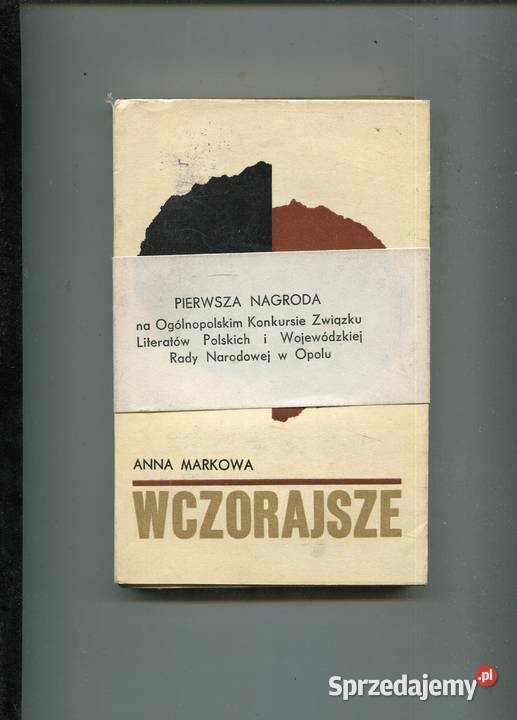 PIERWSZA NAGRODA
na Ogólnopolskim Konkursie Związku
Literatów Polskich i Wojewódzkiej
Rady Narodowej w Opolu
ANNA MARKOWA
WCZORAJSZE
Sprzedajemy.pl